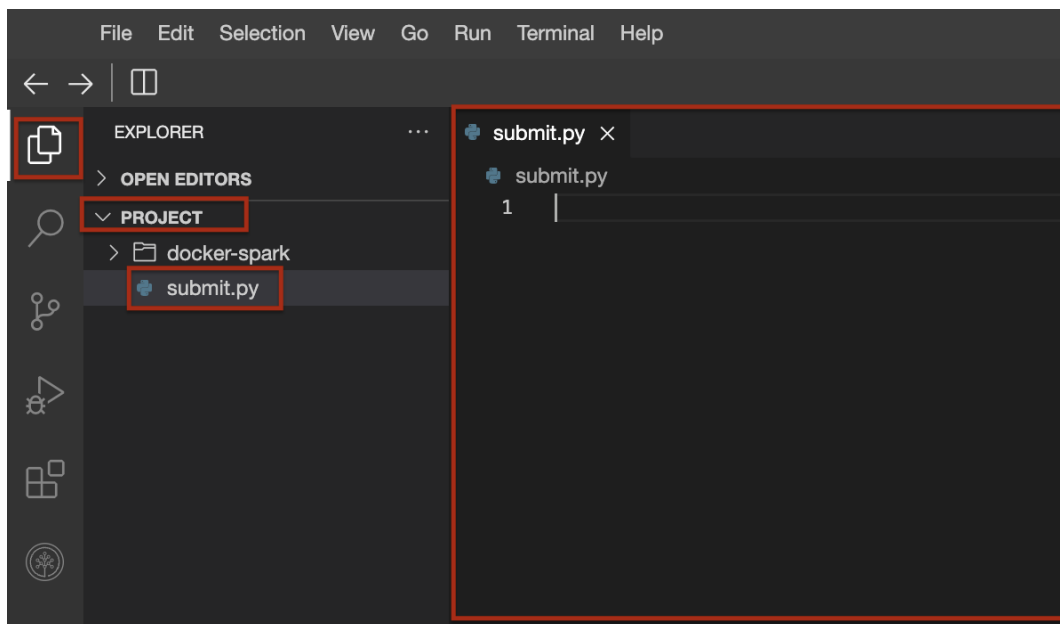 File Edit Selection View Go Run Terminal Help
EXPLORER
OPEN EDITORS
PROJECT
docker-spark
submit.py
submit.py
submit.py
1